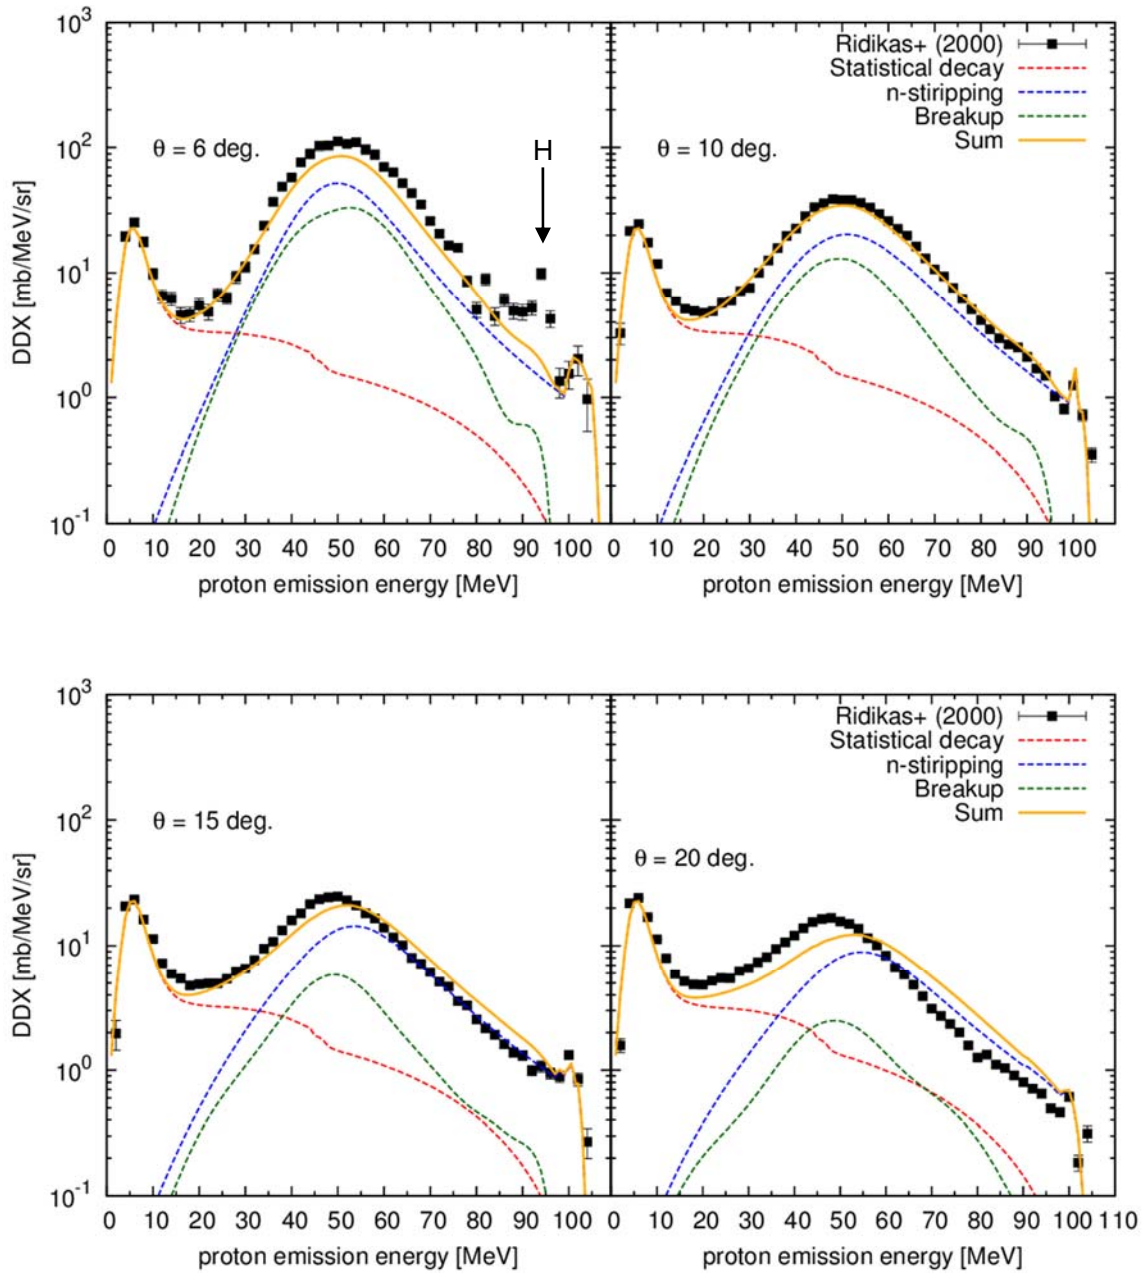 10³
10²
10¹
10⁰
10⁻¹
DDX [mb/MeV/sr]
θ = 6 deg.
H
0 10 20 30 40 50 60 70 80 90 100
proton emission energy [MeV]
Ridikas+ (2000)
Statistical decay
n-stiripping
Breakup
Sum
θ = 10 deg.
0 10 20 30 40 50 60 70 80 90 100
proton emission energy [MeV]
10³
10²
10¹
10⁰
10⁻¹
DDX [mb/MeV/sr]
θ = 15 deg.
0 10 20 30 40 50 60 70 80 90 100
proton emission energy [MeV]
Ridikas+ (2000)
Statistical decay
n-stiripping
Breakup
Sum
θ = 20 deg.
0 10 20 30 40 50 60 70 80 90 100 110
proton emission energy [MeV]